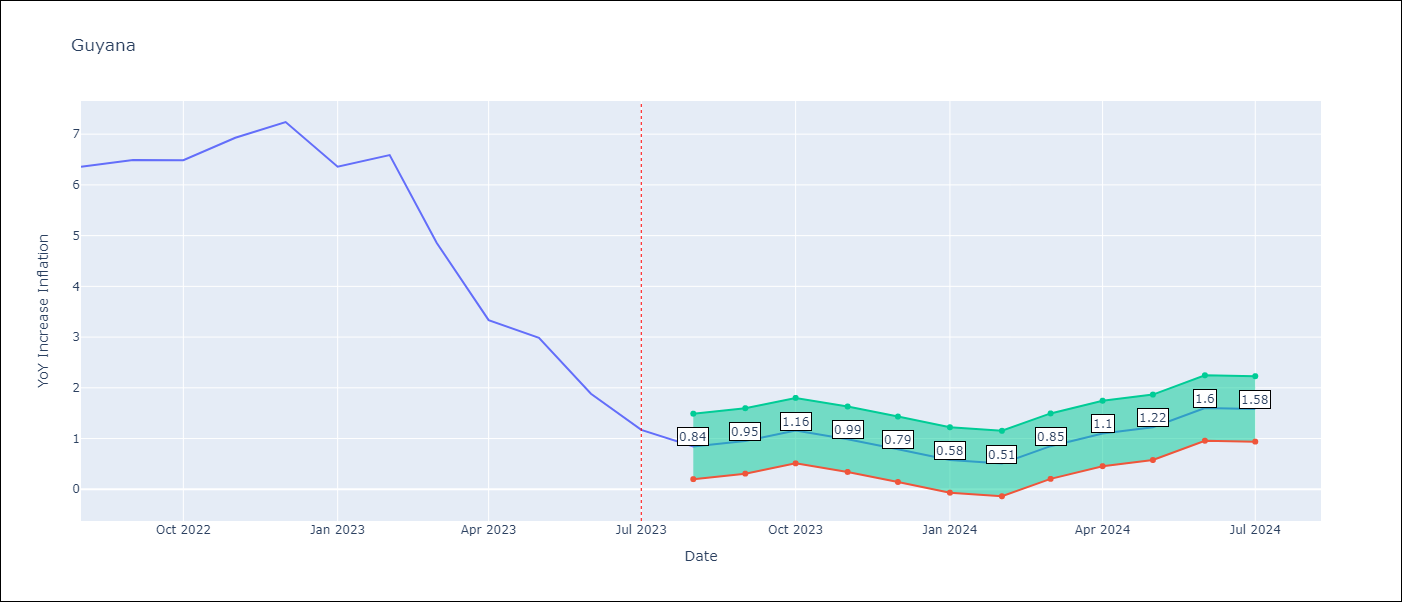 Guyana
YoY Increase Inflation
7
6
5
4
3
2
1
0
0.84
0.95
1.16
0.99
0.79
0.58
0.51
0.85
1.1
1.22
1.6
1.58
Oct 2022
Jan 2023
Apr 2023
Jul 2023
Oct 2023
Jan 2024
Apr 2024
Jul 2024
Date